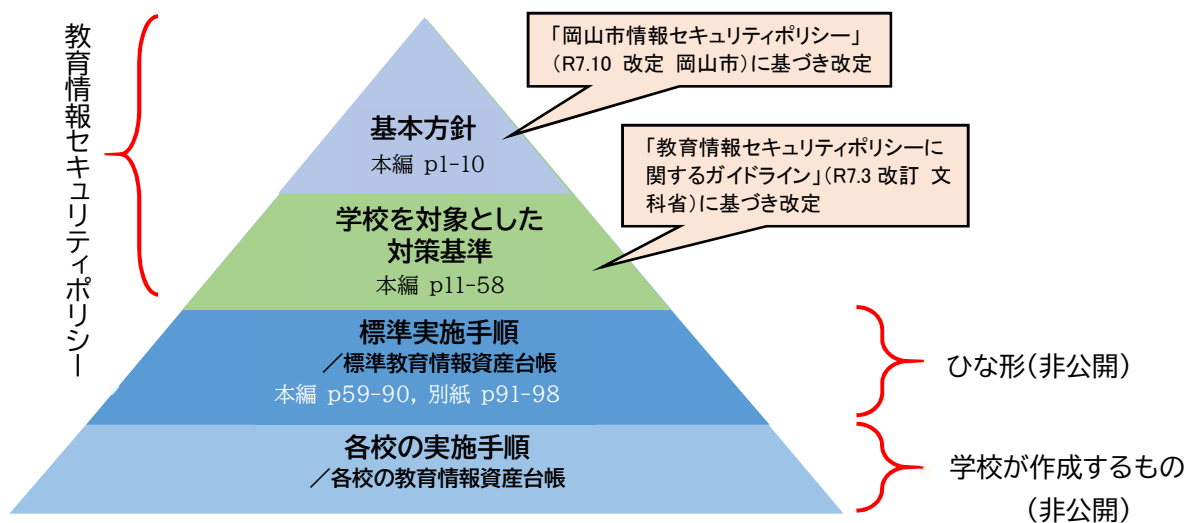 教育情報セキュリティポリシー
「岡山市情報セキュリティポリシー」
(R7.10 改定 岡山市)に基づき改定
基本方針
本編 p1-10
「教育情報セキュリティポリシーに
関するガイドライン」(R7.3 改訂 文
科省)に基づき改定
学校を対象とした
対策基準
本編 p11-58
標準実施手順
／標準教育情報資産台帳
本編 p59-90, 別紙 p91-98
ひな形(非公開)
各校の実施手順
／各校の教育情報資産台帳
学校が作成するもの
(非公開)